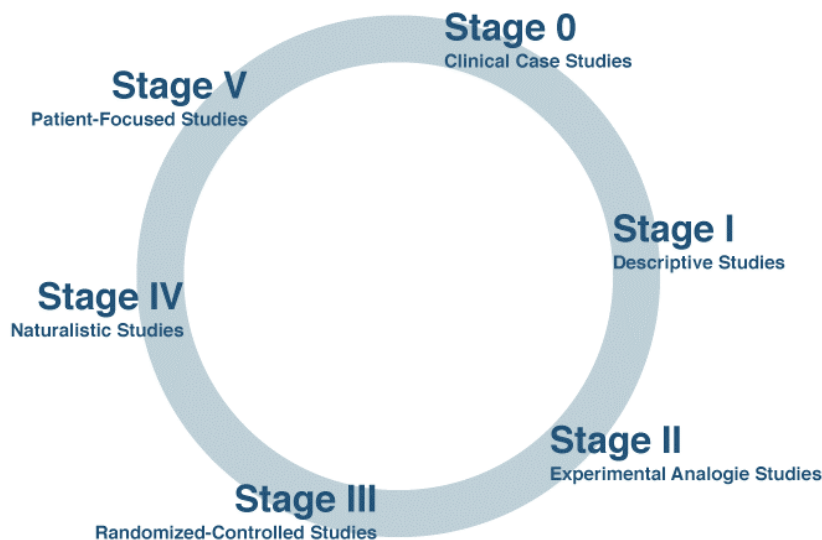 Stage 0
Clinical Case Studies
Stage I
Descriptive Studies
Stage II
Experimental Analogie Studies
Stage III
Randomized-Controlled Studies
Stage IV
Naturalistic Studies
Stage V
Patient-Focused Studies